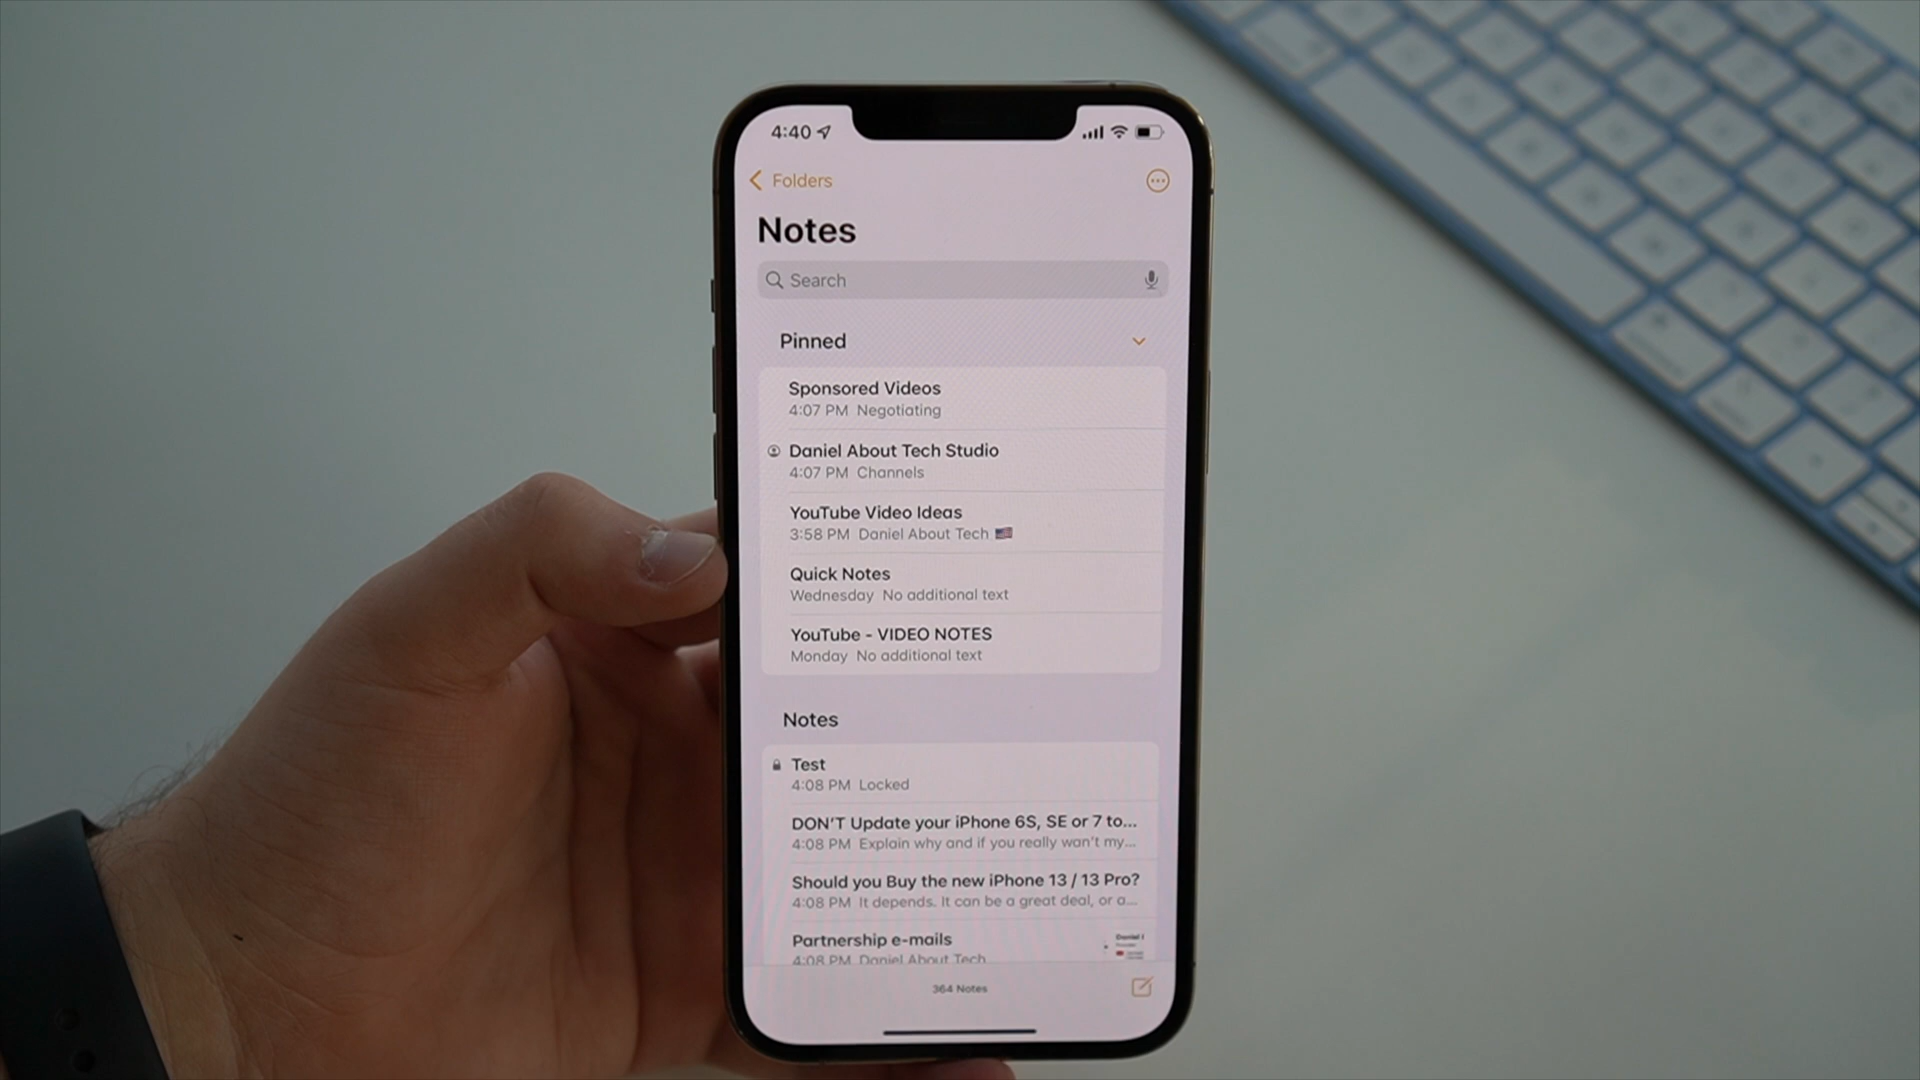 4:40
Folders
Notes
Search
Pinned
Sponsored Videos
4:07 PM Negotiating
Daniel About Tech Studio
4:07 PM Channels
YouTube Video Ideas
3:58 PM Daniel About Tech 🇺🇸
Quick Notes
Wednesday No additional text
YouTube - VIDEO NOTES
Monday No additional text
Notes
Test
4:08 PM Locked
DON'T Update your iPhone 6S, SE or 7 to...
4:08 PM Explain why and if you really wan't my...
Should you Buy the new iPhone 13 / 13 Pro?
4:08 PM It depends. It can be a great deal, or a...
Partnership e-mails
4:08 PM Daniel About Tech
364 Notes